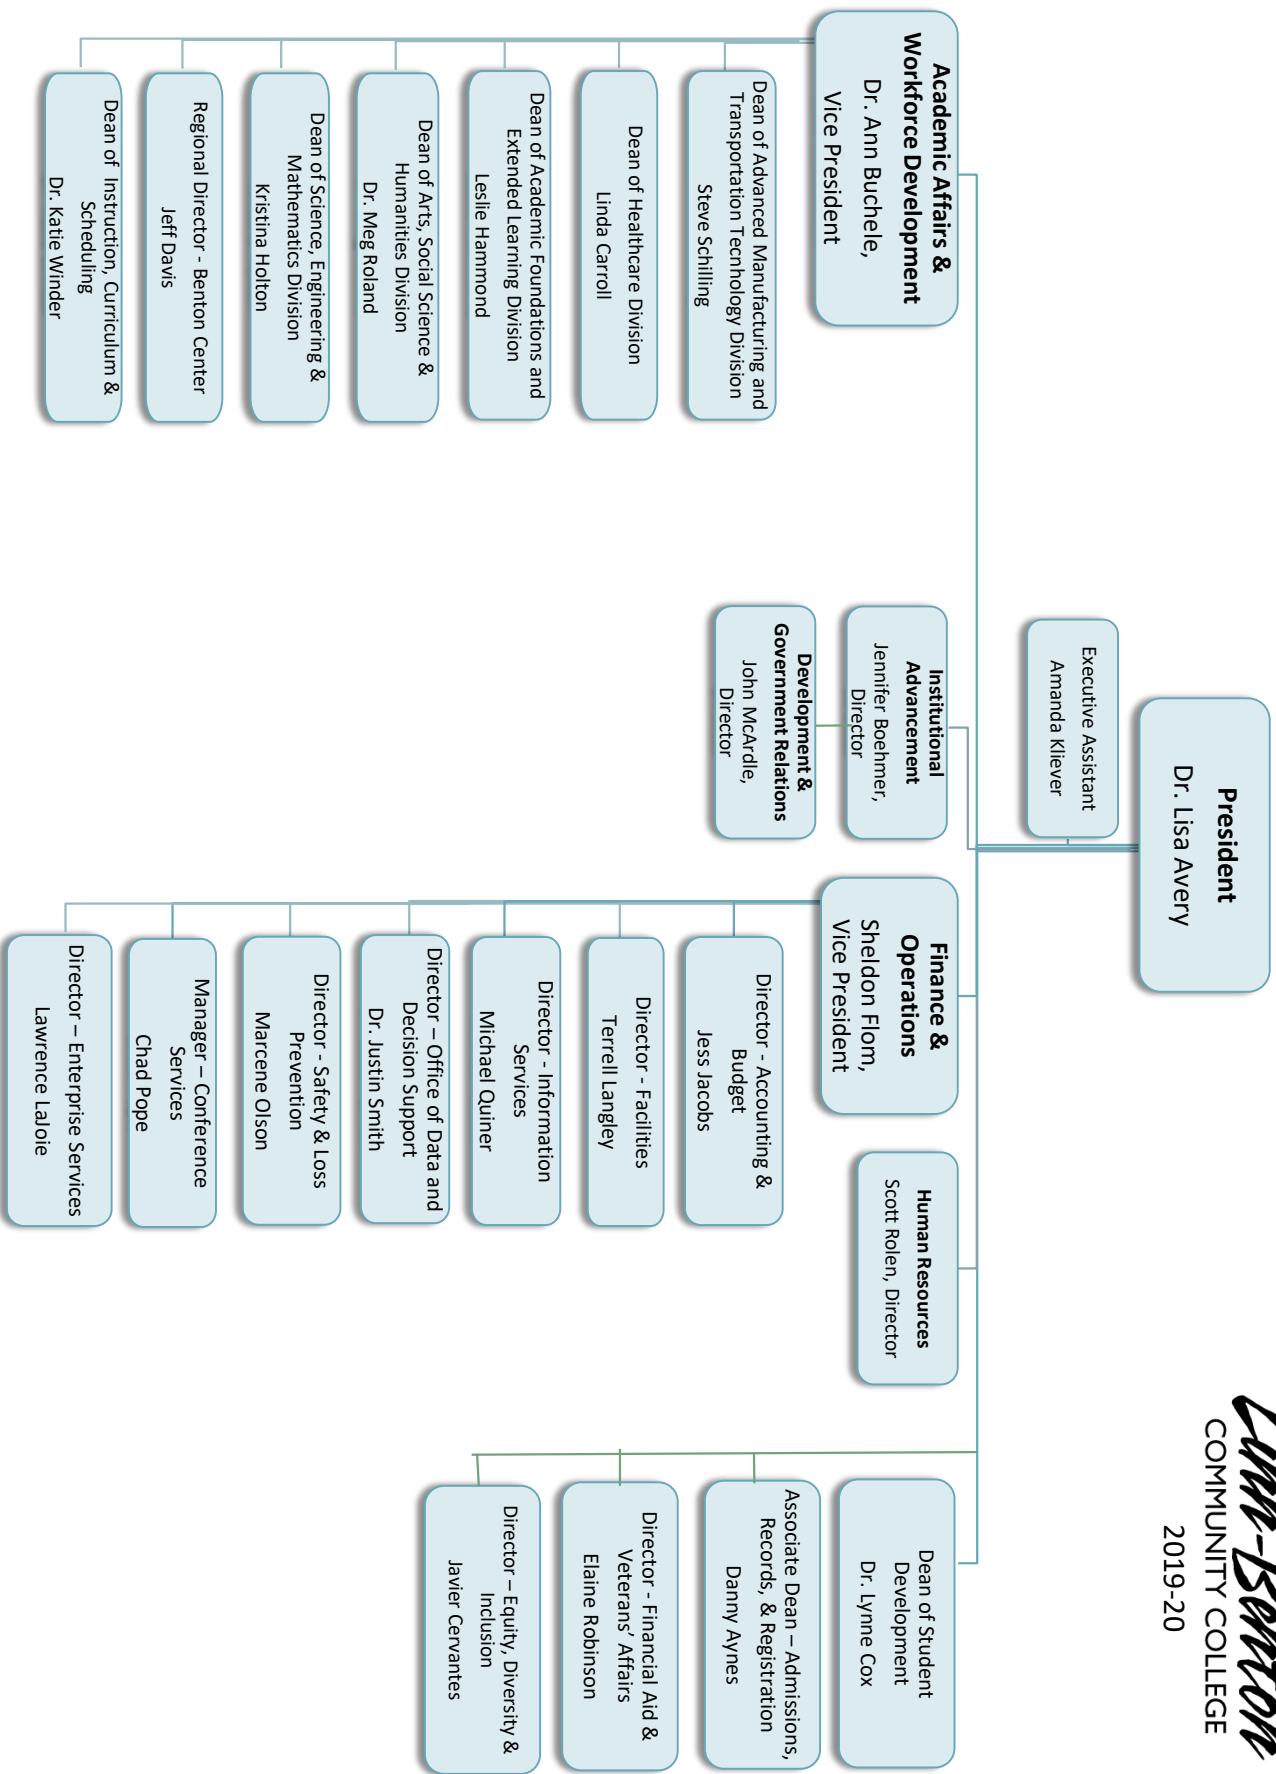 Linn-Benton
COMMUNITY COLLEGE
2019-20
President
Dr. Lisa Avery
Executive Assistant
Amanda Kliever
Academic Affairs &
Workforce Development
Dr. Ann Buchele,
Vice President
Dean of Advanced Manufacturing and
Transportation Tecnhology Division
Steve Schilling
Dean of Healthcare Division
Linda Carroll
Dean of Academic Foundations and
Extended Learning Division
Leslie Hammond
Dean of Arts, Social Science &
Humanities Division
Dr. Meg Roland
Dean of Science, Engineering &
Mathematics Division
Kristina Holton
Regional Director - Benton Center
Jeff Davis
Dean of Instruction, Curriculum &
Scheduling
Dr. Katie Winder
Institutional
Advancement
Jennifer Boehmer,
Director
Development &
Government Relations
John McArdle,
Director
Finance &
Operations
Sheldon Flom,
Vice President
Director - Accounting &
Budget
Jess Jacobs
Director - Facilities
Terrell Langley
Director - Information
Services
Michael Quiner
Director – Office of Data and
Decision Support
Dr. Justin Smith
Director - Safety & Loss
Prevention
Marcene Olson
Manager – Conference
Services
Chad Pope
Director – Enterprise Services
Lawrence LaJoie
Human Resources
Scott Rolen, Director
Dean of Student
Development
Dr. Lynne Cox
Associate Dean – Admissions,
Records, & Registration
Danny Aynes
Director - Financial Aid &
Veterans’ Affairs
Elaine Robinson
Director – Equity, Diversity &
Inclusion
Javier Cervantes